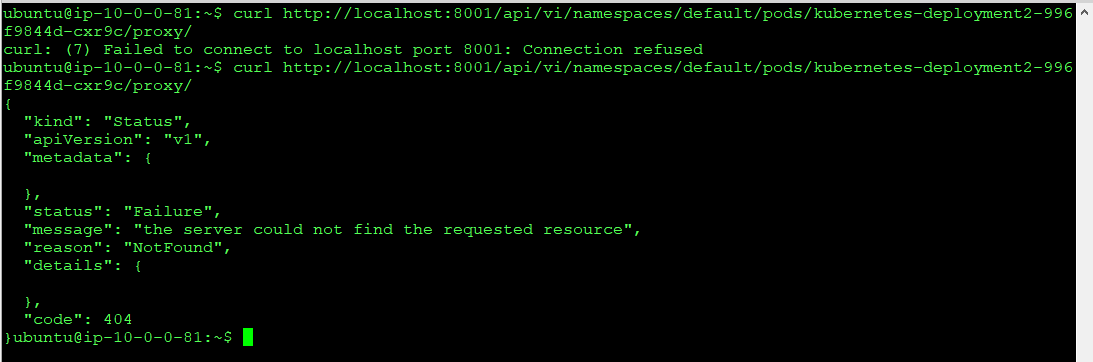 ubuntu@ip-10-0-0-81:~$ curl http://localhost:8001/api/vi/namespaces/default/pods/kubernetes-deployment2-996
f9844d-cxr9c/proxy/
curl: (7) Failed to connect to localhost port 8001: Connection refused
ubuntu@ip-10-0-0-81:~$ curl http://localhost:8001/api/vi/namespaces/default/pods/kubernetes-deployment2-996
f9844d-cxr9c/proxy/
{
  "kind": "Status",
  "apiVersion": "v1",
  "metadata": {

  },
  "status": "Failure",
  "message": "the server could not find the requested resource",
  "reason": "NotFound",
  "details": {

  },
  "code": 404
}ubuntu@ip-10-0-0-81:~$